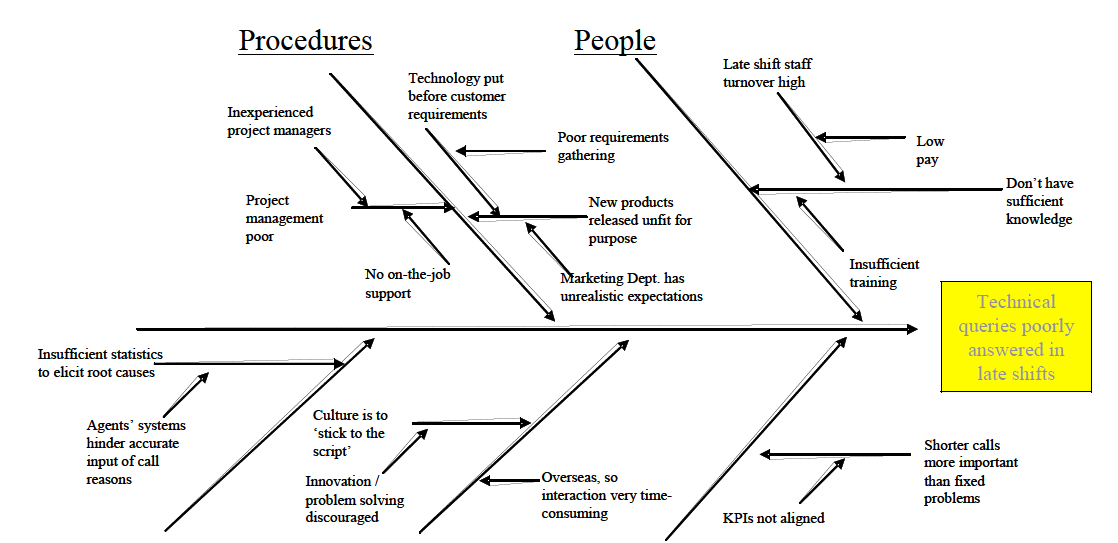 Procedures
People
Late shift staff
turnover high
Technology put
before customer
requirements
Inexperienced
project managers
Poor requirements
gathering
Low
pay
Don’t have
sufficient
knowledge
Project
management
poor
New products
released unfit for
purpose
No on-the-job
support
Marketing Dept. has
unrealistic expectations
Insufficient
training
Technical
queries poorly
answered in
late shifts
Insufficient statistics
to elicit root causes
Agents’ systems
hinder accurate
input of call
reasons
Culture is to
‘stick to the
script’
Innovation /
problem solving
discouraged
Overseas, so
interaction very time-
consuming
Shorter calls
more important
than fixed
problems
KPIs not aligned